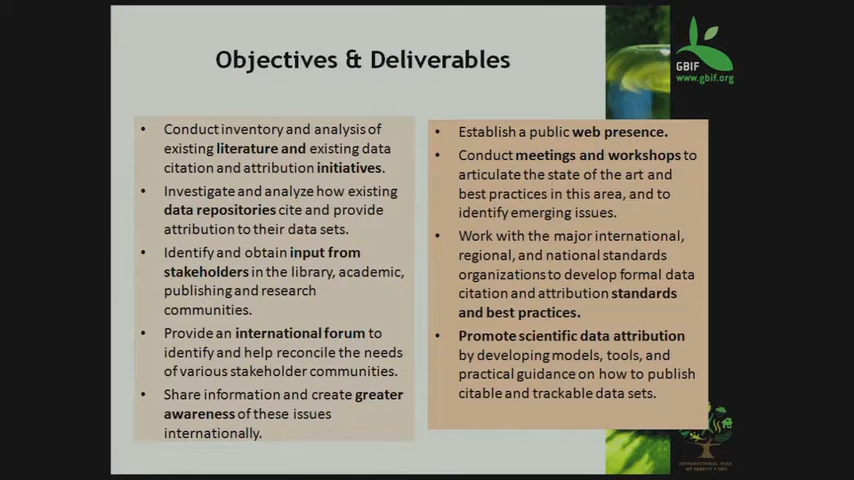 Objectives & Deliverables
GBIF
www.gbif.org
• Conduct inventory and analysis of
existing literature and existing data
citation and attribution initiatives.
• Investigate and analyze how existing
data repositories cite and provide
attribution to their data sets.
• Identify and obtain input from
stakeholders in the library, academic,
publishing and research
communities.
• Provide an international forum to
identify and help reconcile the needs
of various stakeholder communities.
• Share information and create greater
awareness of these issues
internationally.
• Establish a public web presence.
• Conduct meetings and workshops to
articulate the state of the art and
best practices in this area, and to
identify emerging issues.
• Work with the major international,
regional, and national standards
organizations to develop formal data
citation and attribution standards
and best practices.
• Promote scientific data attribution
by developing models, tools, and
practical guidance on how to publish
citable and trackable data sets.
INTERNATIONAL YEAR
OF FORESTS • 2011